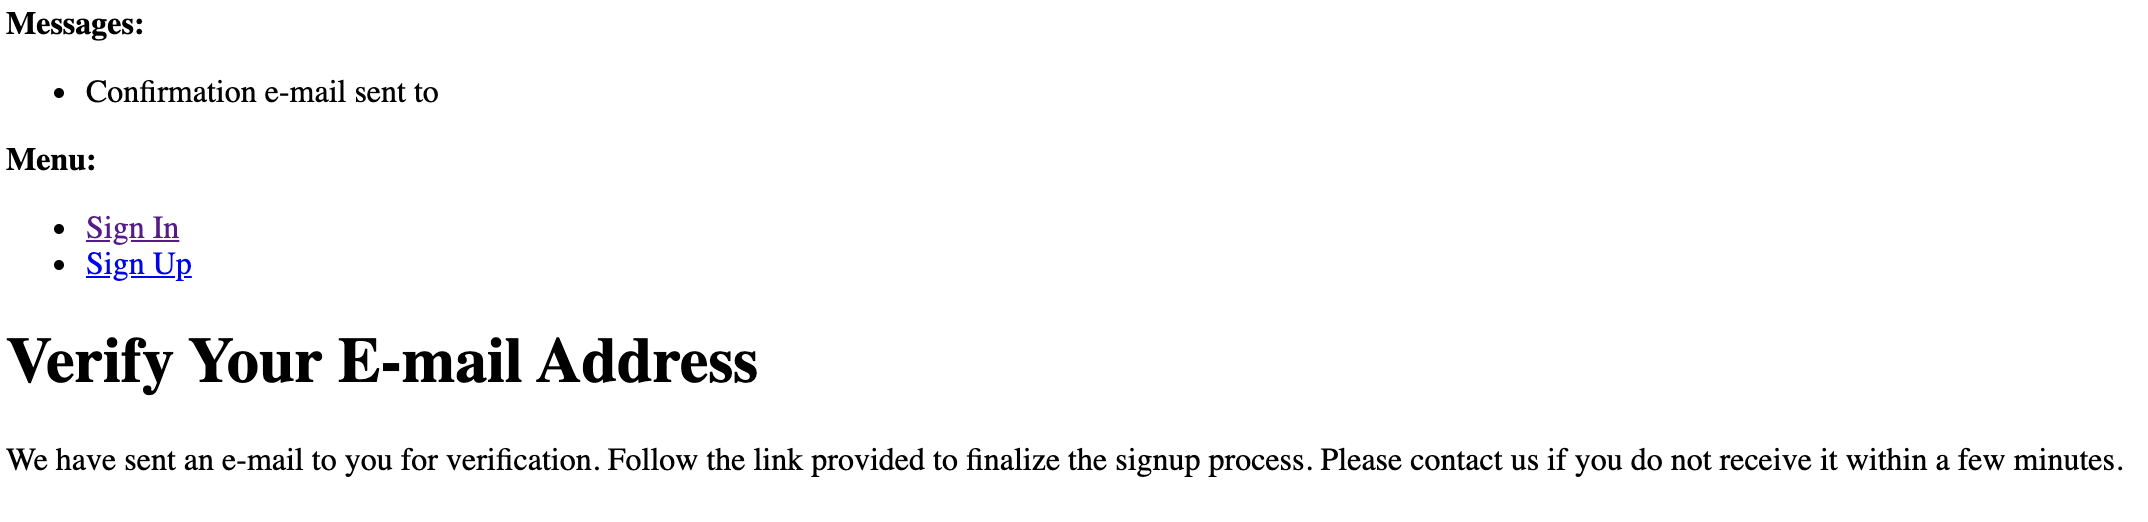 Messages:
Confirmation e-mail sent to
Menu:
Sign In
Sign Up
Verify Your E-mail Address
We have sent an e-mail to you for verification. Follow the link provided to finalize the signup process. Please contact us if you do not receive it within a few minutes.